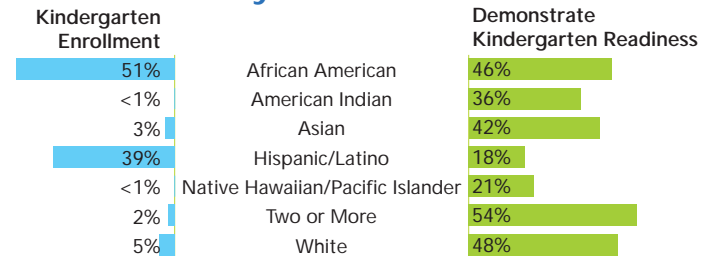 Kindergarten
Enrollment
Demonstrate
Kindergarten Readiness
51% African American 46%
<1% American Indian 36%
3% Asian 42%
39% Hispanic/Latino 18%
<1% Native Hawaiian/Pacific Islander 21%
2% Two or More 54%
5% White 48%